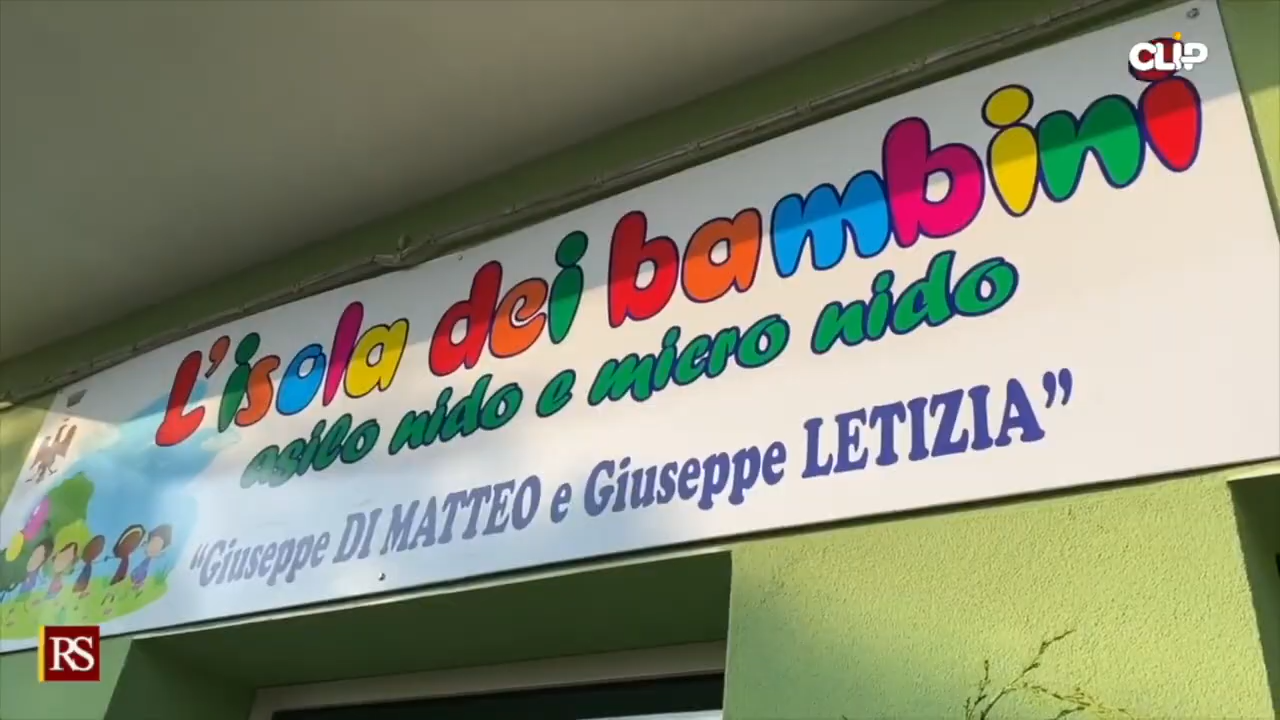 CLIP
L'isola dei bambini
asilo nido e micro nido
"Giuseppe DI MATTEO e Giuseppe LETIZIA"
RS